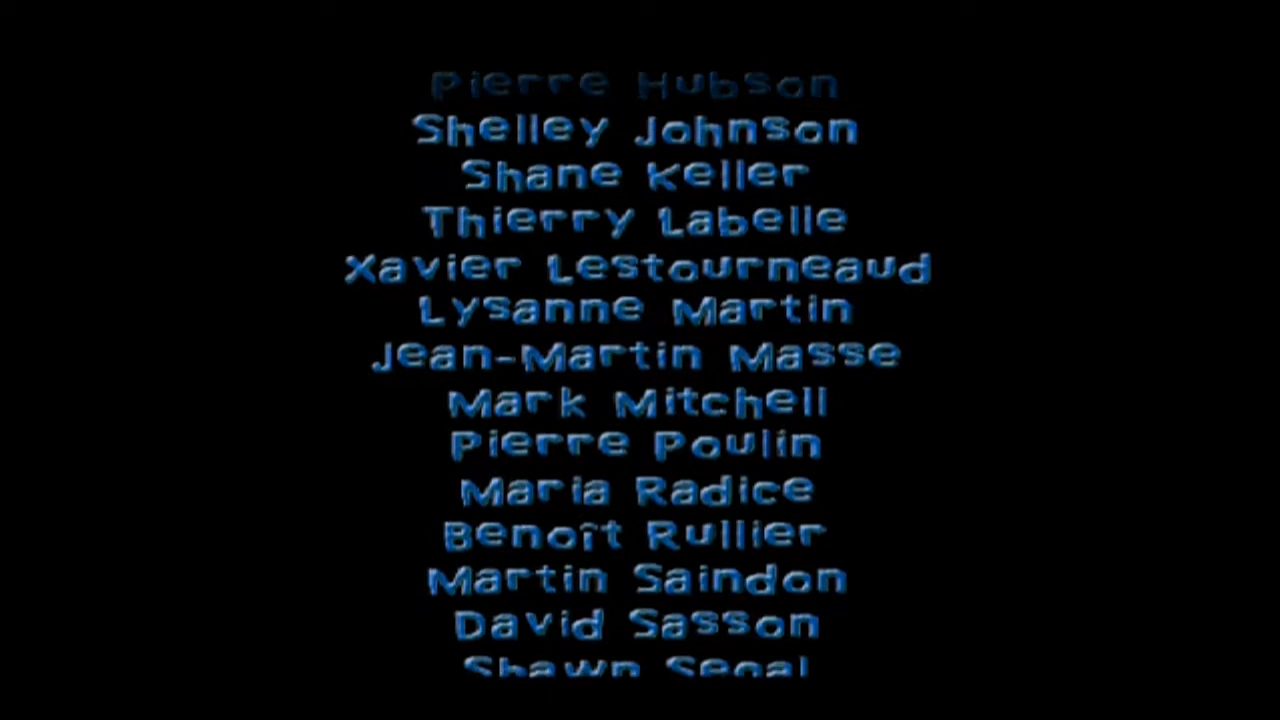 Pierre Hubson
Shelley Johnson
Shane Keller
Thierry Labelle
Xavier Lestourneaud
Lysanne Martin
Jean-Martin Masse
Mark Mitchell
Pierre Poulin
Maria Radice
Benoît Rullier
Martin Saindon
David Sasson
Shawn Segal